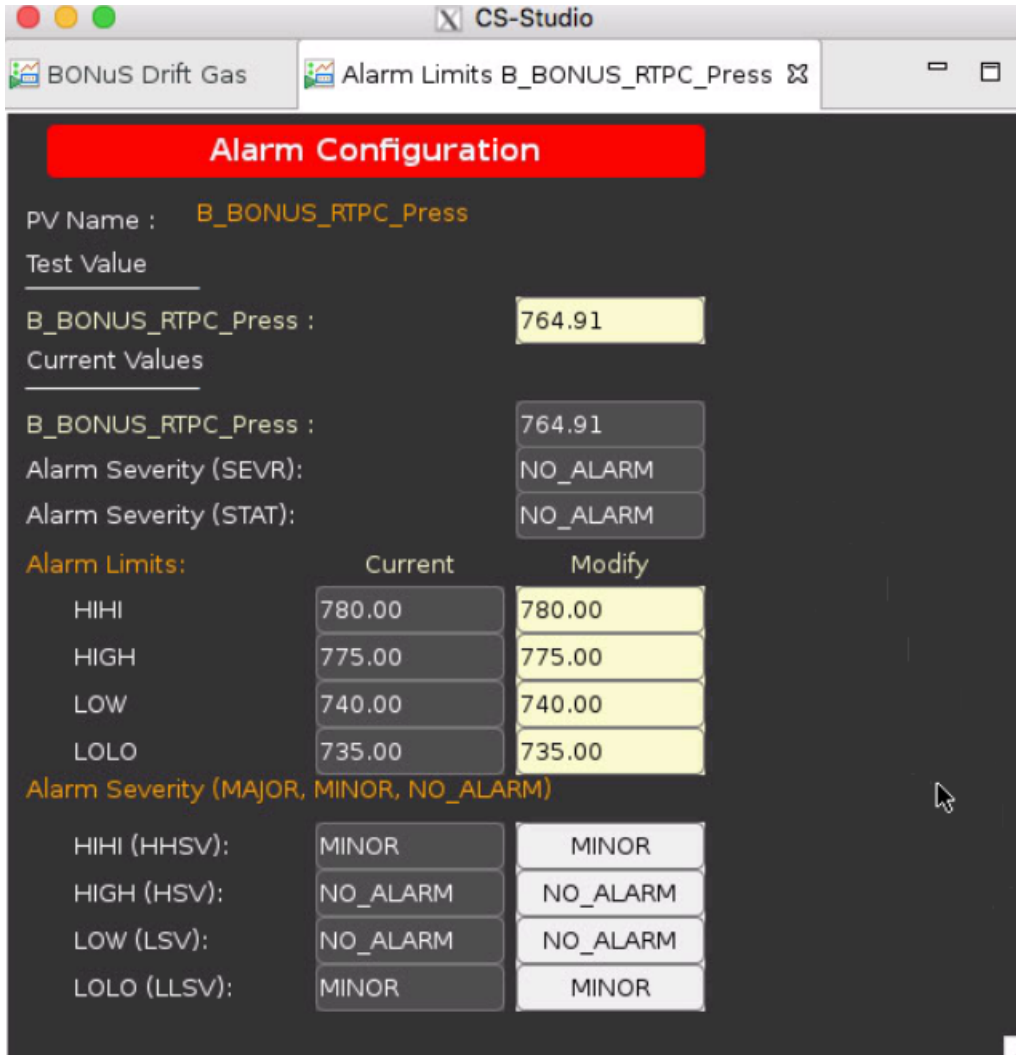 CS-Studio
BONuS Drift Gas Alarm Limits B_BONUS_RTPC_Press
Alarm Configuration
PV Name : B_BONUS_RTPC_Press
Test Value
B_BONUS_RTPC_Press : 764.91
Current Values
B_BONUS_RTPC_Press : 764.91
Alarm Severity (SEVR): NO_ALARM
Alarm Severity (STAT): NO_ALARM
Alarm Limits: Current Modify
HIHI 780.00 780.00
HIGH 775.00 775.00
LOW 740.00 740.00
LOLO 735.00 735.00
Alarm Severity (MAJOR, MINOR, NO_ALARM)
HIHI (HHSV): MINOR MINOR
HIGH (HSV): NO_ALARM NO_ALARM
LOW (LSV): NO_ALARM NO_ALARM
LOLO (LLSV): MINOR MINOR